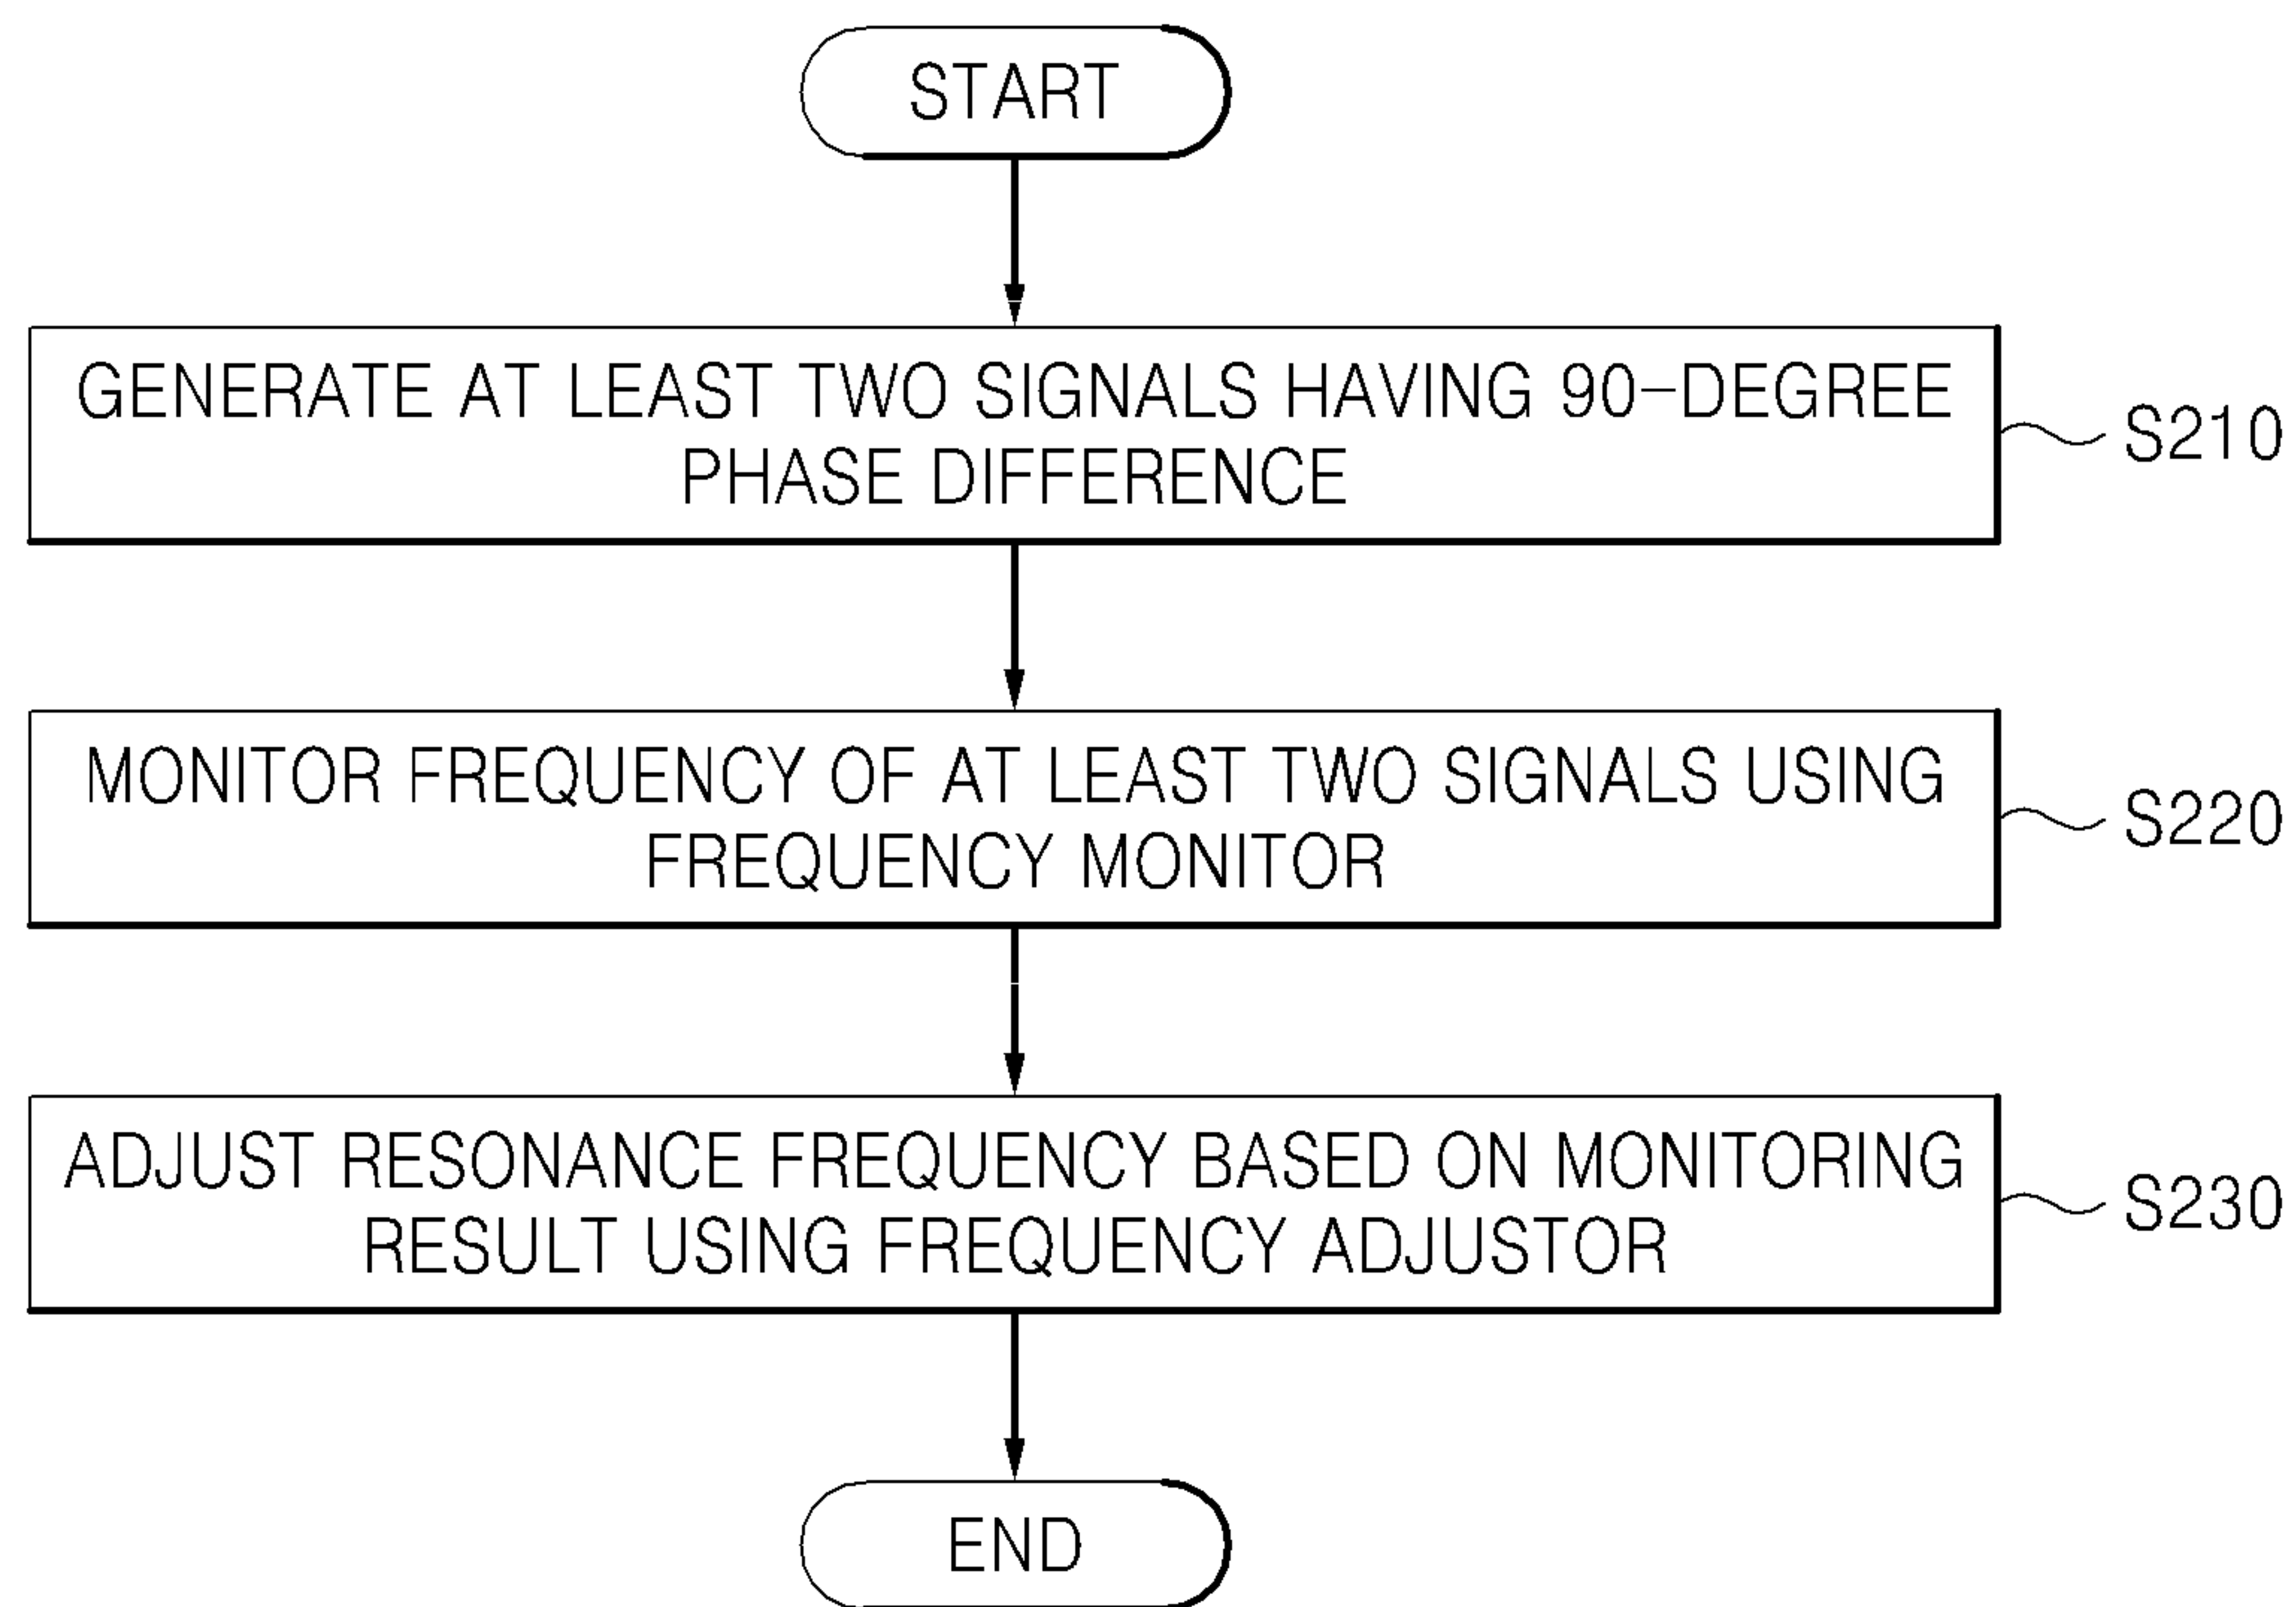 START
GENERATE AT LEAST TWO SIGNALS HAVING 90-DEGREE
PHASE DIFFERENCE
S210
MONITOR FREQUENCY OF AT LEAST TWO SIGNALS USING
FREQUENCY MONITOR
S220
ADJUST RESONANCE FREQUENCY BASED ON MONITORING
RESULT USING FREQUENCY ADJUSTOR
S230
END